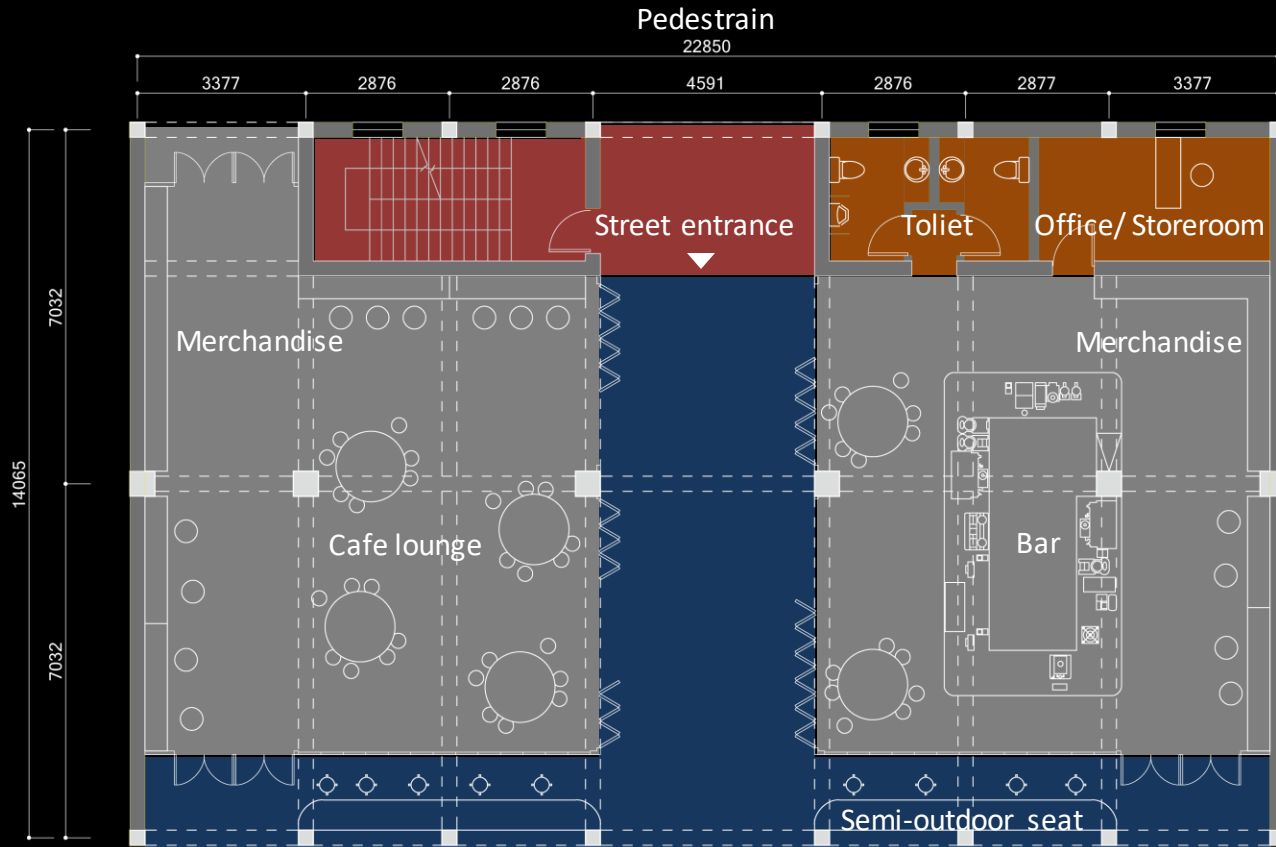 Pedestrain
22850
3377 2876 2876 4591 2876 2877 3377
Street entrance
Toliet
Office/ Storeroom
7032
Merchandise
Merchandise
14065
Cafe lounge
Bar
7032
Semi-outdoor seat